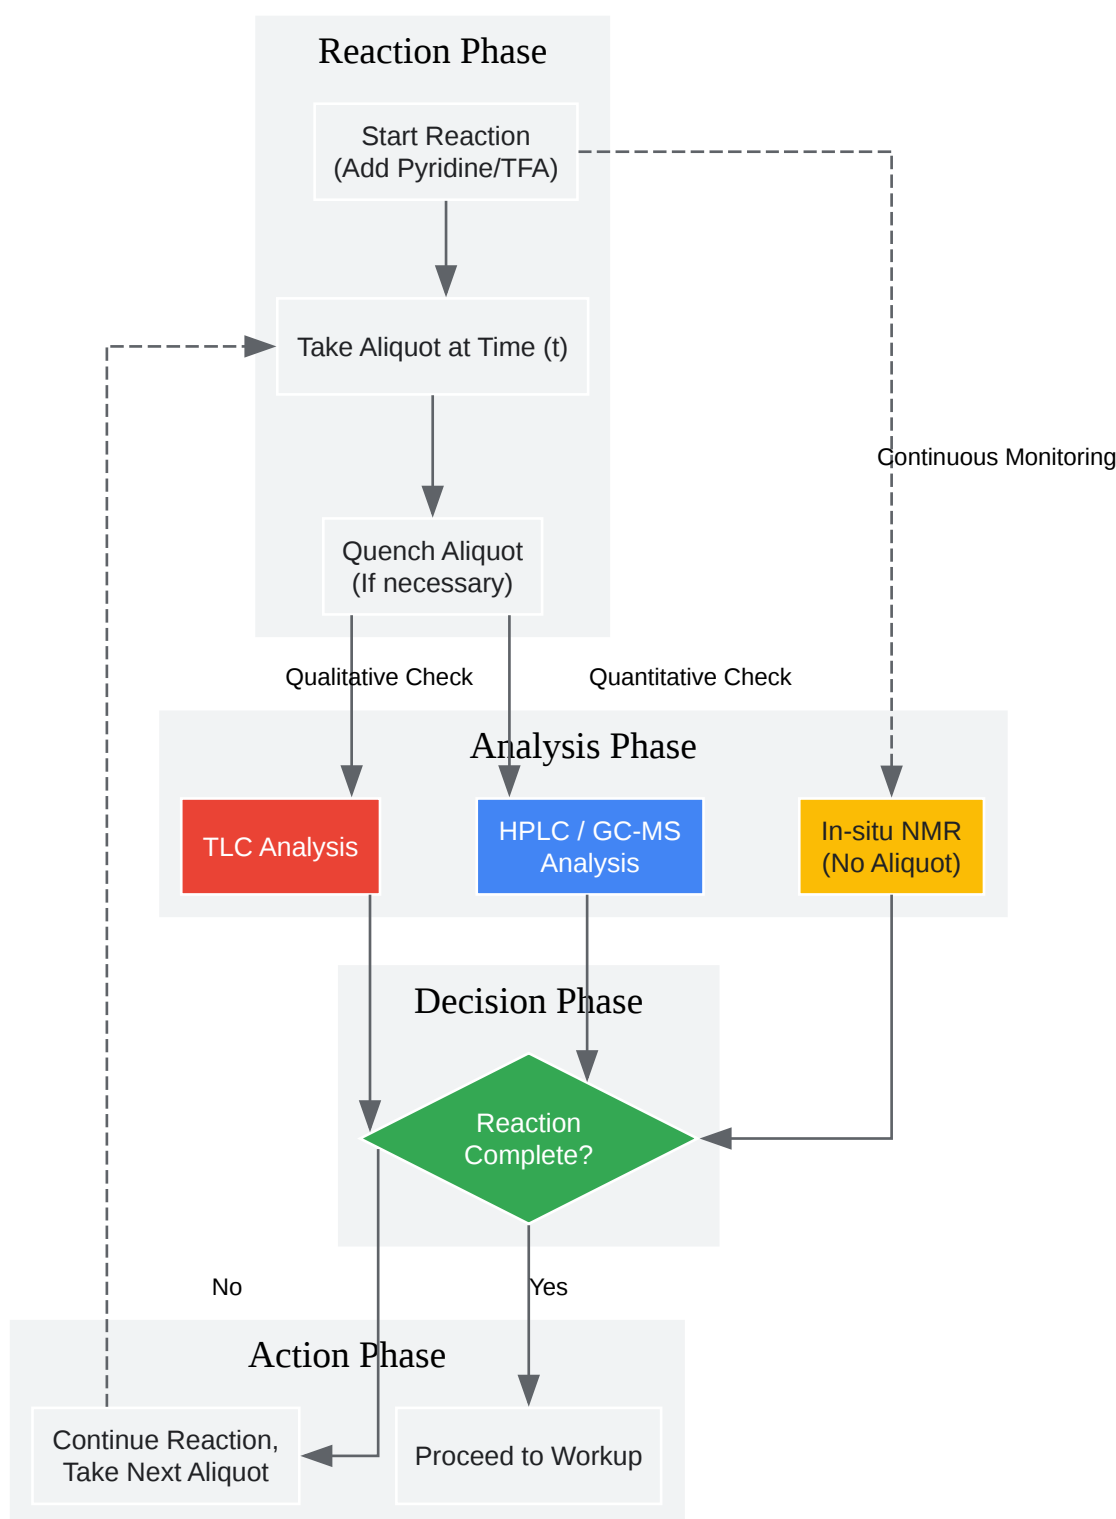 Reaction Phase
Start Reaction
(Add Pyridine/TFA)
Take Aliquot at Time (t)
Continuous Monitoring
Quench Aliquot
(If necessary)
Qualitative Check
Quantitative Check
Analysis Phase
TLC Analysis
HPLC / GC-MS
Analysis
In-situ NMR
(No Aliquot)
Decision Phase
Reaction
Complete?
No
Yes
Action Phase
Continue Reaction,
Take Next Aliquot
Proceed to Workup